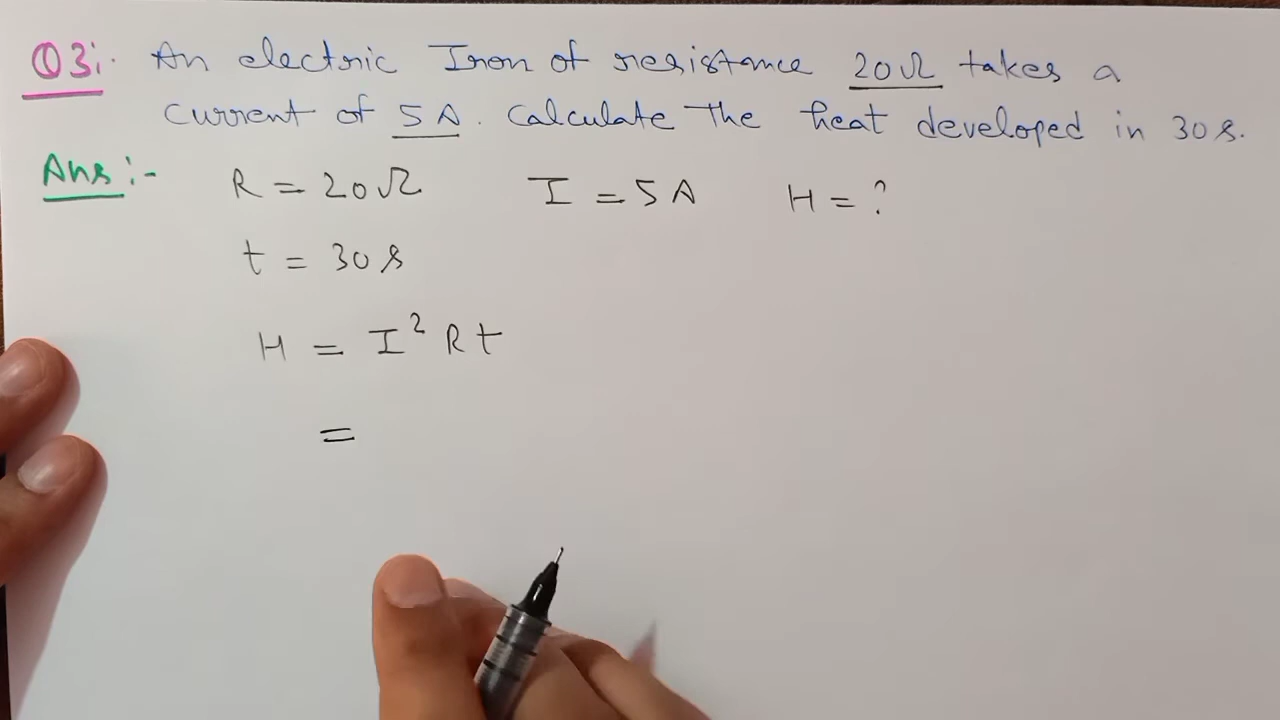 Q3:- An electric Iron of resistance 20Ω takes a
current of 5A. Calculate the heat developed in 30s.
Ans:- R = 20Ω I = 5A H = ?
t = 30s
H = I² R t
=